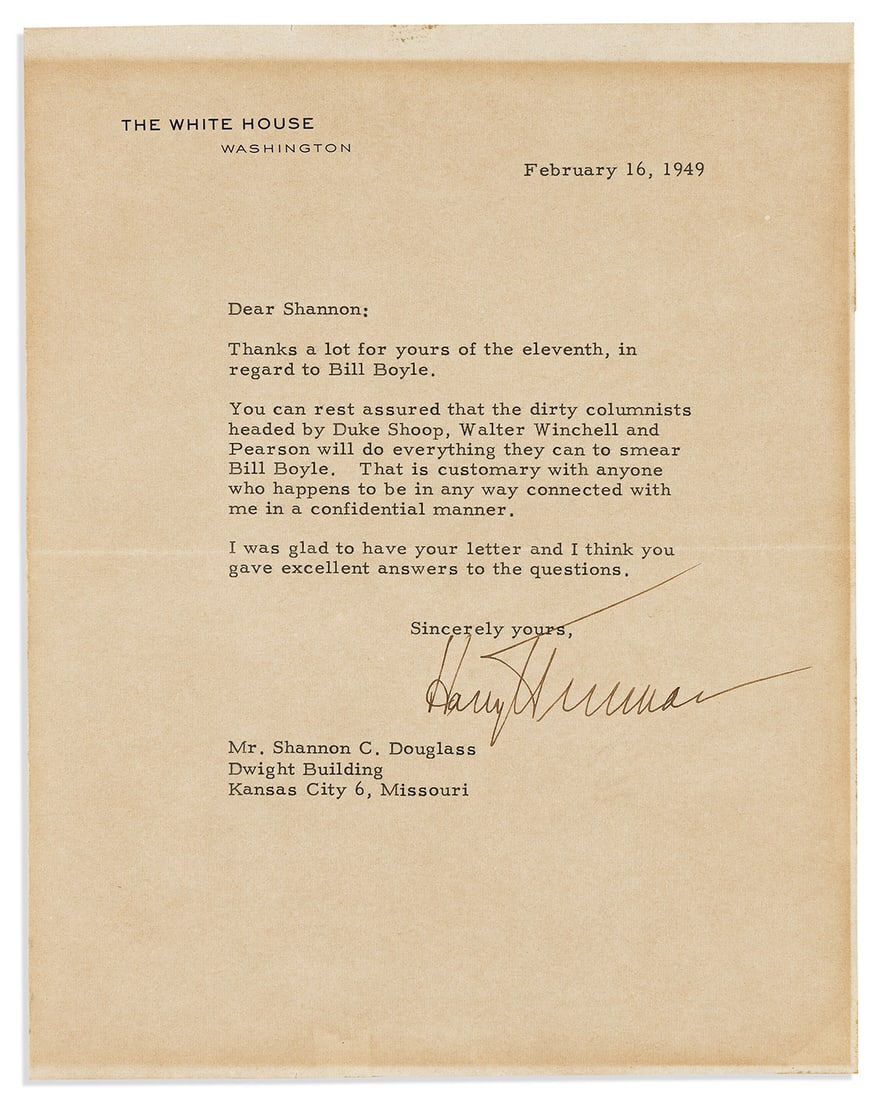 THE WHITE HOUSE
WASHINGTON
February 16, 1949
Dear Shannon:
Thanks a lot for yours of the eleventh, in
regard to Bill Boyle.
You can rest assured that the dirty columnists
headed by Duke Shoop, Walter Winchell and
Pearson will do everything they can to smear
Bill Boyle. That is customary with anyone
who happens to be in any way connected with
me in a confidential manner.
I was glad to have your letter and I think you
gave excellent answers to the questions.
Sincerely yours,
Harry Truman
Mr. Shannon C. Douglass
Dwight Building
Kansas City 6, Missouri